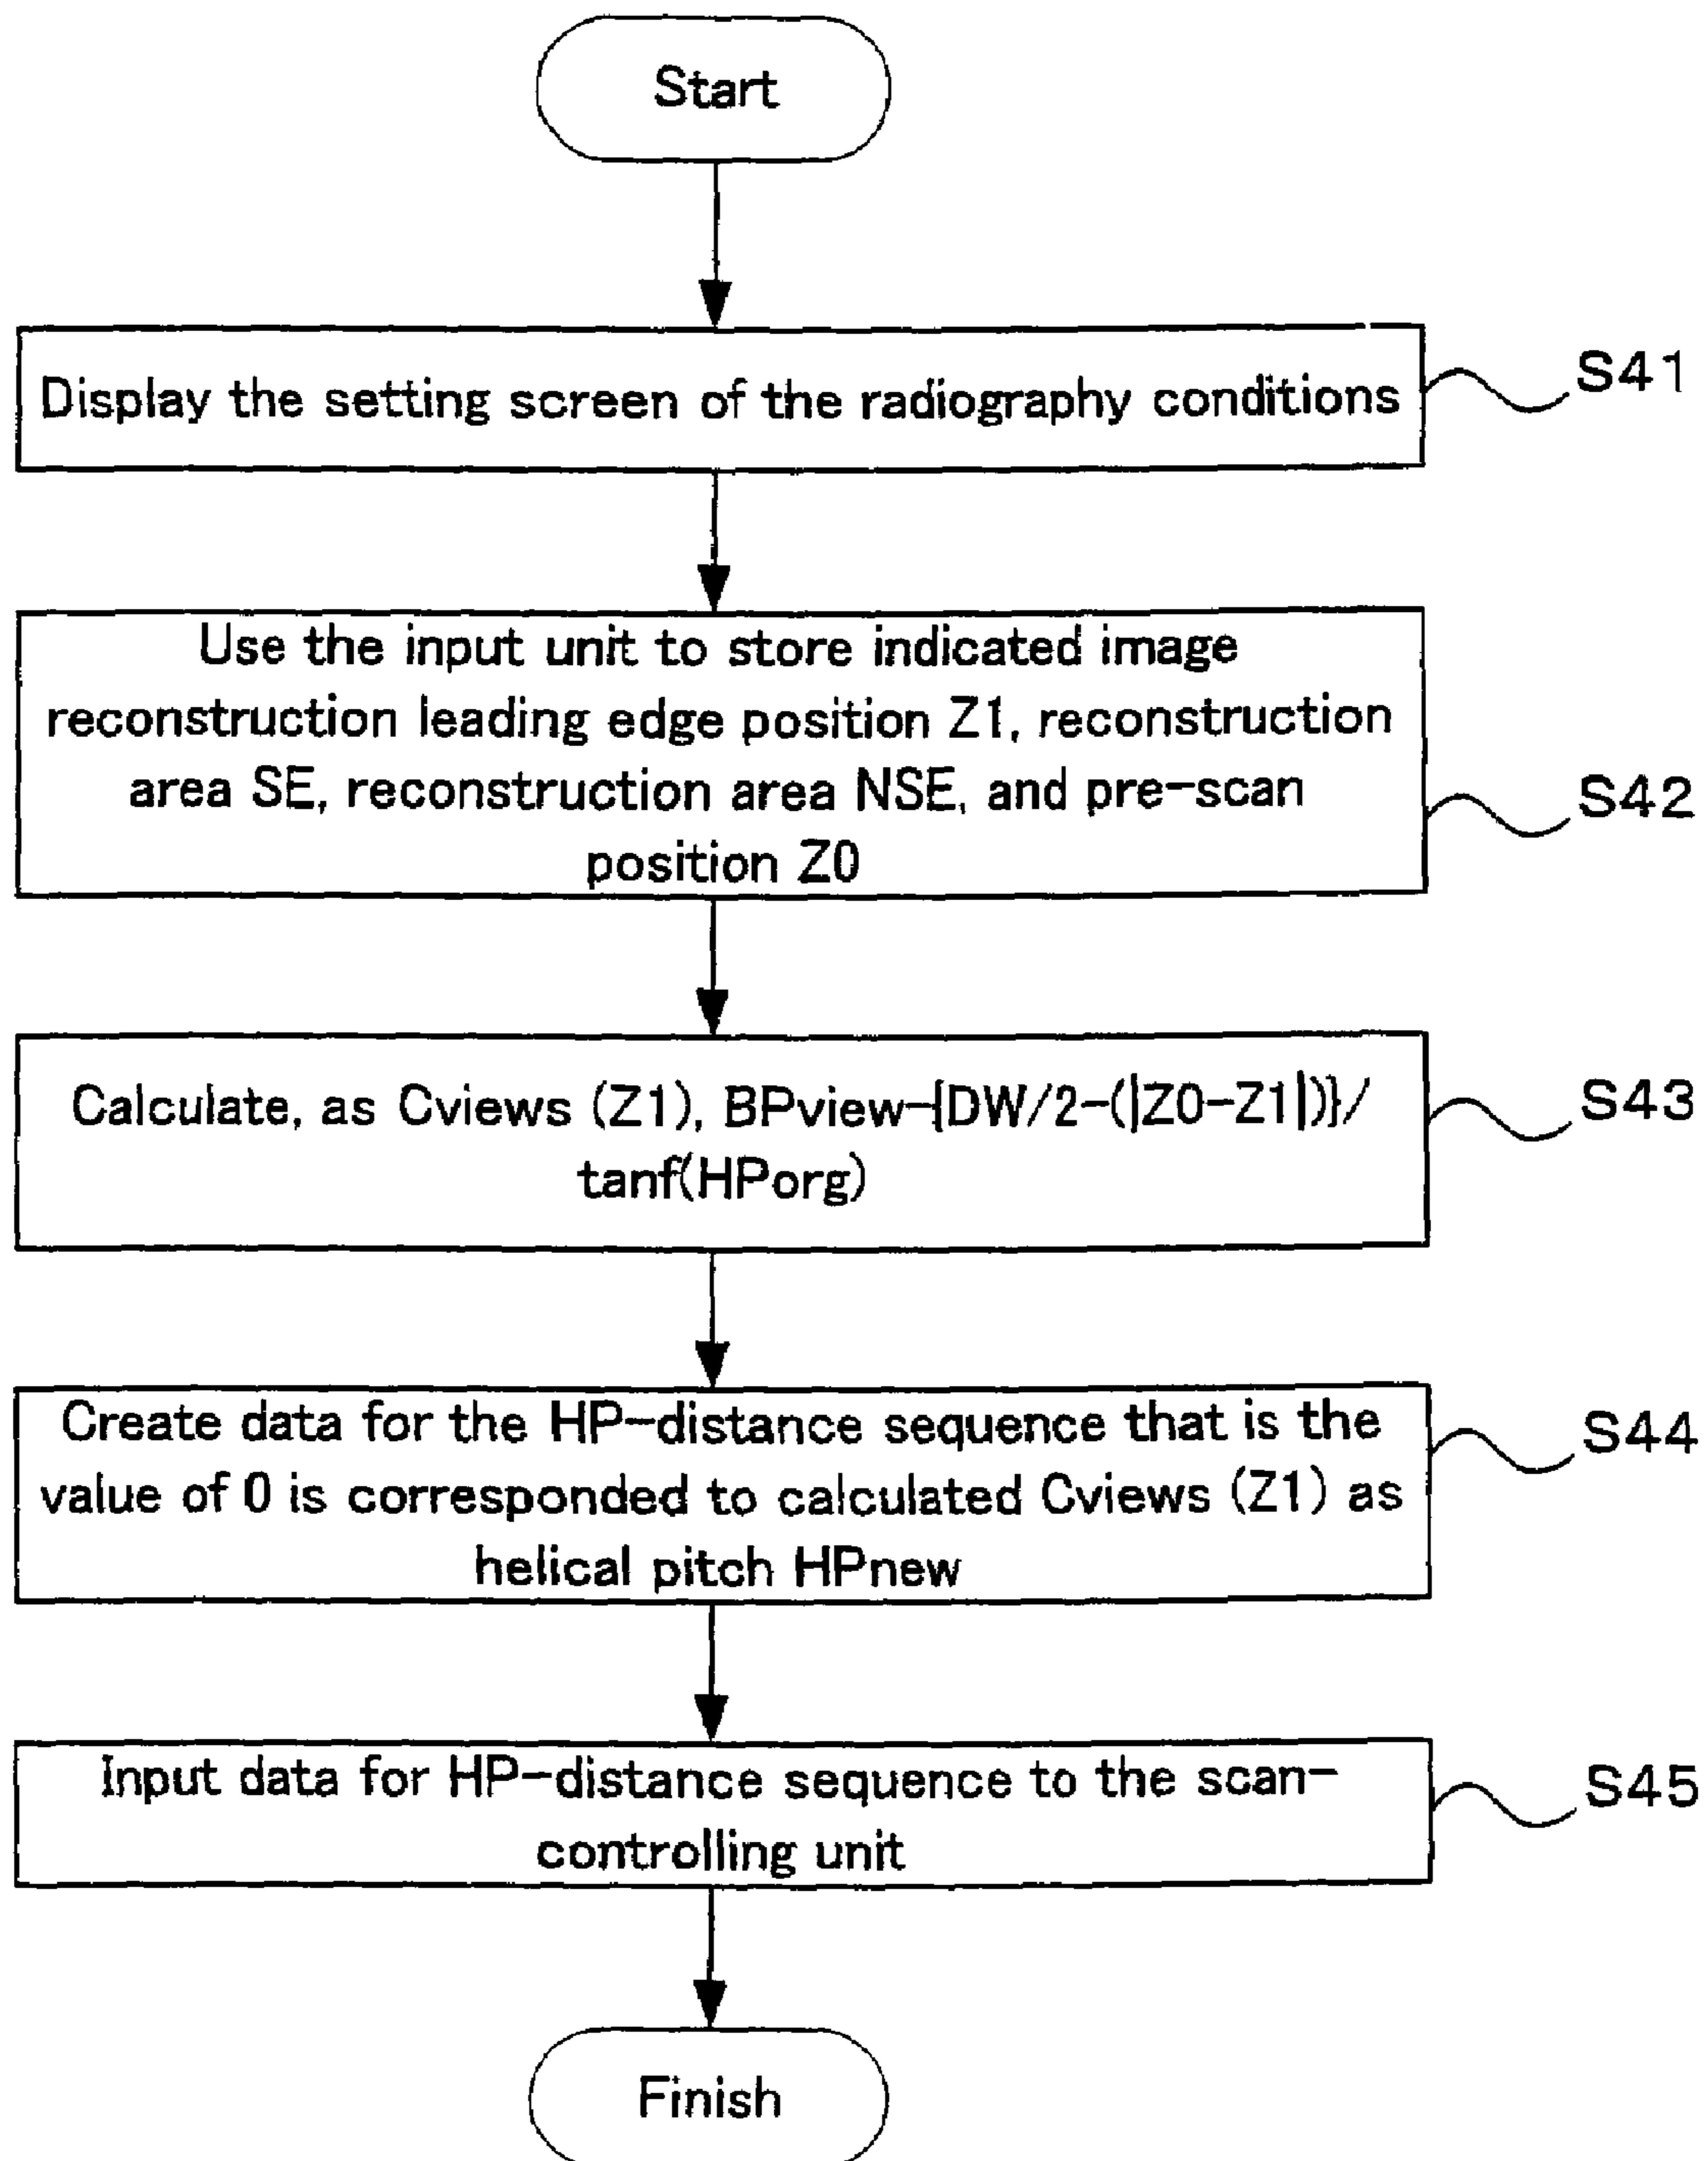 Start
Display the setting screen of the radiography conditions
S41
Use the input unit to store indicated image
reconstruction leading edge position Z1, reconstruction
area SE, reconstruction area NSE, and pre-scan
position Z0
S42
Calculate, as Cviews (Z1), BPview-{DW/2-(|Z0-Z1|)}/
tanf(HPorg)
S43
Create data for the HP-distance sequence that is the
value of 0 is corresponded to calculated Cviews (Z1) as
helical pitch HPnew
S44
Input data for HP-distance sequence to the scan-
controlling unit
S45
Finish